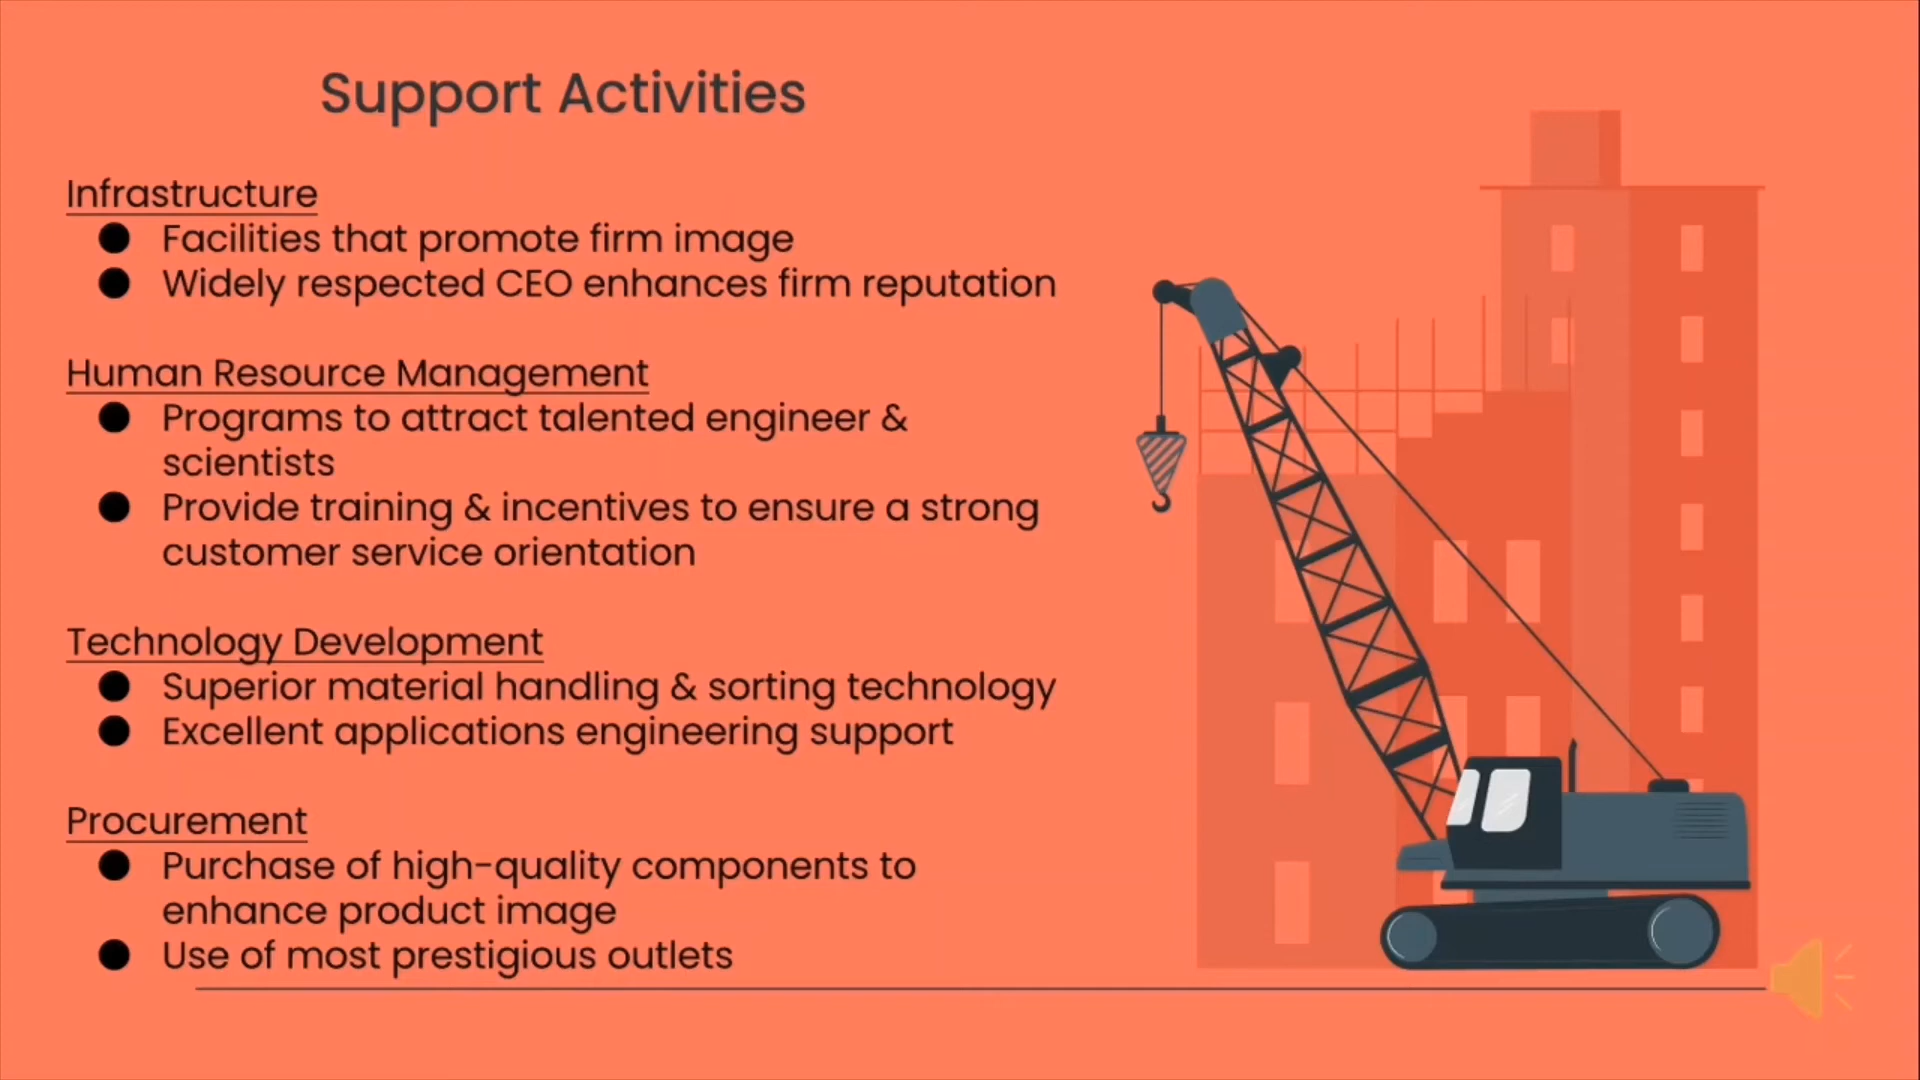 Support Activities
Infrastructure
● Facilities that promote firm image
● Widely respected CEO enhances firm reputation
Human Resource Management
● Programs to attract talented engineer &
scientists
● Provide training & incentives to ensure a strong
customer service orientation
Technology Development
● Superior material handling & sorting technology
● Excellent applications engineering support
Procurement
● Purchase of high-quality components to
enhance product image
● Use of most prestigious outlets